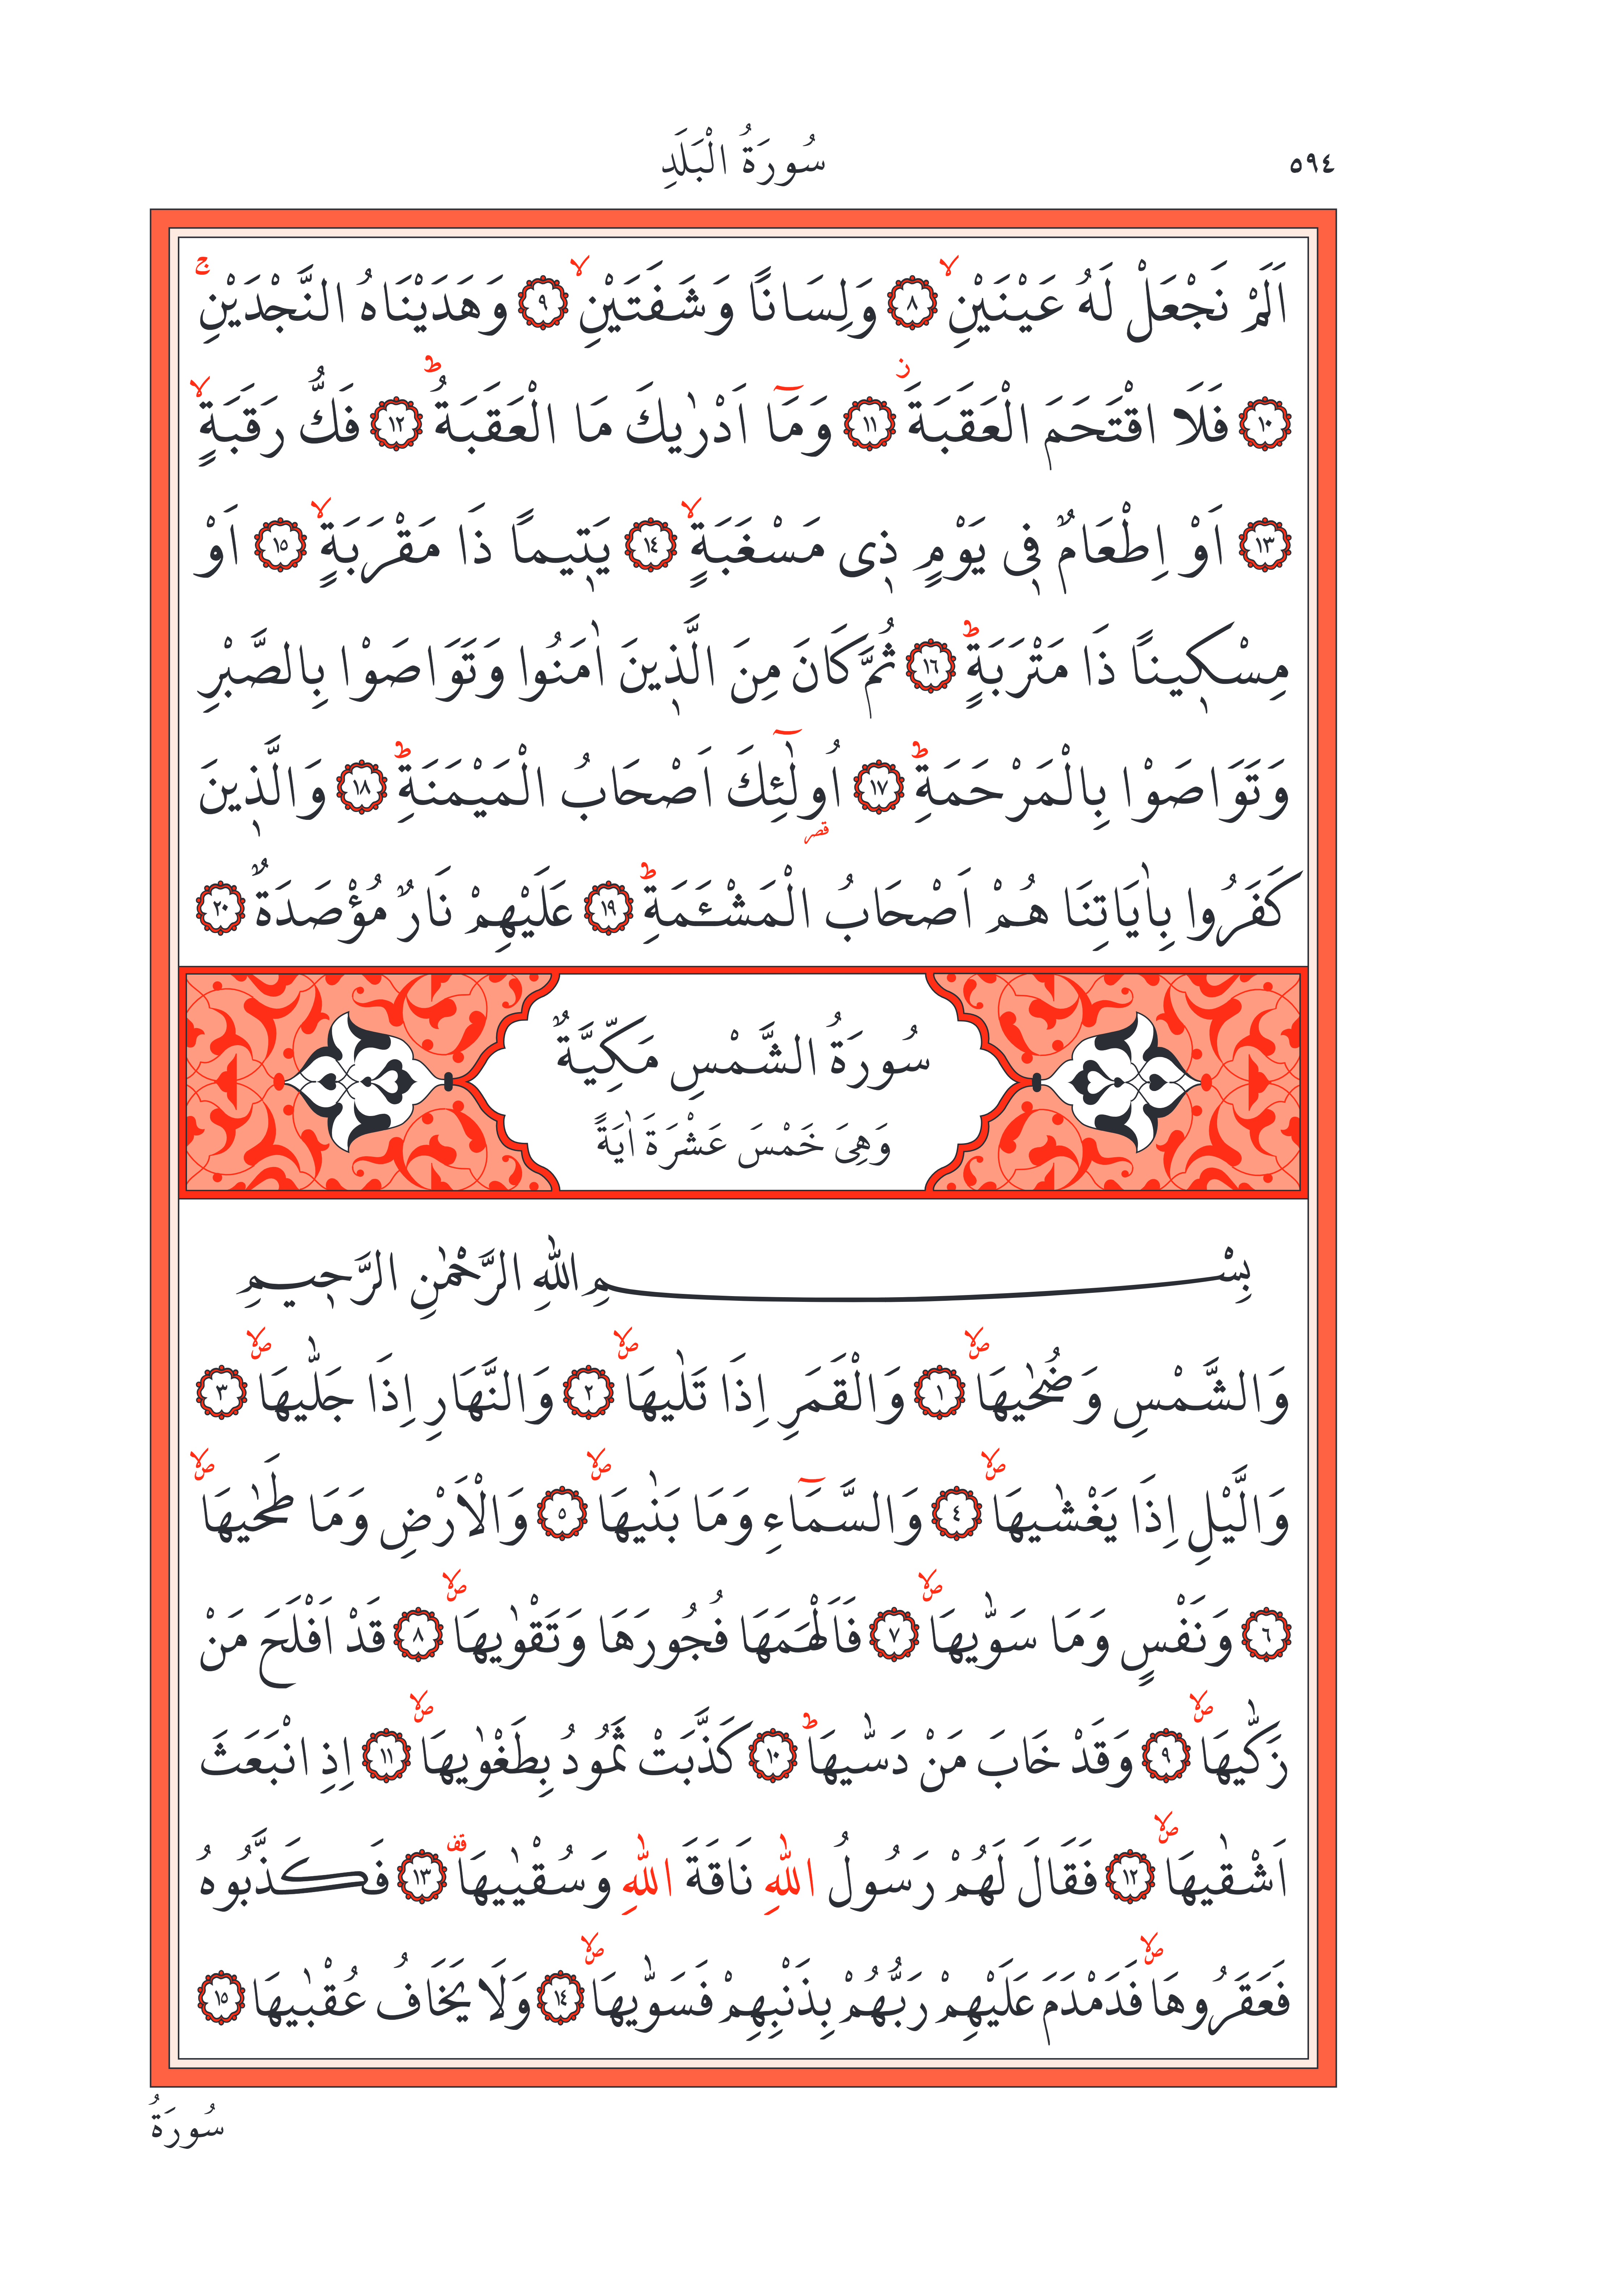 ٥٩٤
سُورَةُ الْبَلَدِ
اَلَمْ نَجْعَلْ لَهُ عَيْنَيْنِۙ ﴿٨﴾ وَلِسَانًا وَشَفَتَيْنِۙ ﴿٩﴾ وَهَدَيْنَاهُ النَّجْدَيْنِۚ
﴿١٠﴾ فَلَا اقْتَحَمَ الْعَقَبَةَۘ ﴿١١﴾ وَمَٓا اَدْرٰيكَ مَا الْعَقَبَةُۜ ﴿١٢﴾ فَكُّ رَقَبَةٍۙ
﴿١٣﴾ اَوْ اِطْعَامٌ ف۪ي يَوْمٍ ذ۪ي مَسْغَبَةٍۙ ﴿١٤﴾ يَت۪يمًا ذَا مَقْرَبَةٍۙ ﴿١٥﴾ اَوْ
مِسْك۪ينًا ذَا مَتْرَبَةٍۜ ﴿١٦﴾ ثُمَّ كَانَ مِنَ الَّذ۪ينَ اٰمَنُوا وَتَوَاصَوْا بِالصَّبْرِ
وَتَوَاصَوْا بِالْمَرْحَمَةِۜ ﴿١٧﴾ اُو۬لٰٓئِكَ اَصْحَابُ الْمَيْمَنَةِۜ ﴿١٨﴾ وَالَّذ۪ينَ
كَفَرُوا بِاٰيَاتِنَا هُمْ اَصْحَابُ الْمَشْـَٔمَةِۜ ﴿١٩﴾ عَلَيْهِمْ نَارٌ مُؤْصَدَةٌ ﴿٢٠﴾
سُورَةُ الشَّمْسِ مَكِّيَّةٌ
وَهِيَ خَمْسَ عَشْرَةَ اٰيَةً
بِسْمِ اللّٰهِ الرَّحْمٰنِ الرَّح۪يمِ
وَالشَّمْسِ وَضُحٰيهَاۙۖ ﴿١﴾ وَالْقَمَرِ اِذَا تَلٰيهَاۙۖ ﴿٢﴾ وَالنَّهَارِ اِذَا جَلّٰيهَاۙۖ ﴿٣﴾
وَالَّيْلِ اِذَا يَغْشٰيهَاۙۖ ﴿٤﴾ وَالسَّمَٓاءِ وَمَا بَنٰيهَاۙۖ ﴿٥﴾ وَالْاَرْضِ وَمَا طَحٰيهَاۙۖ
﴿٦﴾ وَنَفْسٍ وَمَا سَوّٰيهَاۙۖ ﴿٧﴾ فَاَلْهَمَهَا فُجُورَهَا وَتَقْوٰيهَاۙۖ ﴿٨﴾ قَدْ اَفْلَحَ مَنْ
زَكّٰيهَاۙۖ ﴿٩﴾ وَقَدْ خَابَ مَنْ دَسّٰيهَاۜ ﴿١٠﴾ كَذَّبَتْ ثَمُودُ بِطَغْوٰيهَاۙۖ ﴿١١﴾ اِذِ انْبَعَثَ
اَشْقٰيهَاۙۖ ﴿١٢﴾ فَقَالَ لَهُمْ رَسُولُ اللّٰهِ نَاقَةَ اللّٰهِ وَسُقْيٰيهَا۠ ﴿١٣﴾ فَكَذَّبُوهُ
فَعَقَرُوهَاۙۖ فَدَمْدَمَ عَلَيْهِمْ رَبُّهُمْ بِذَنْبِهِمْ فَسَوّٰيهَاۙۖ ﴿١٤﴾ وَلَا يَخَافُ عُقْبٰيهَا ﴿١٥﴾
سُورَةُ